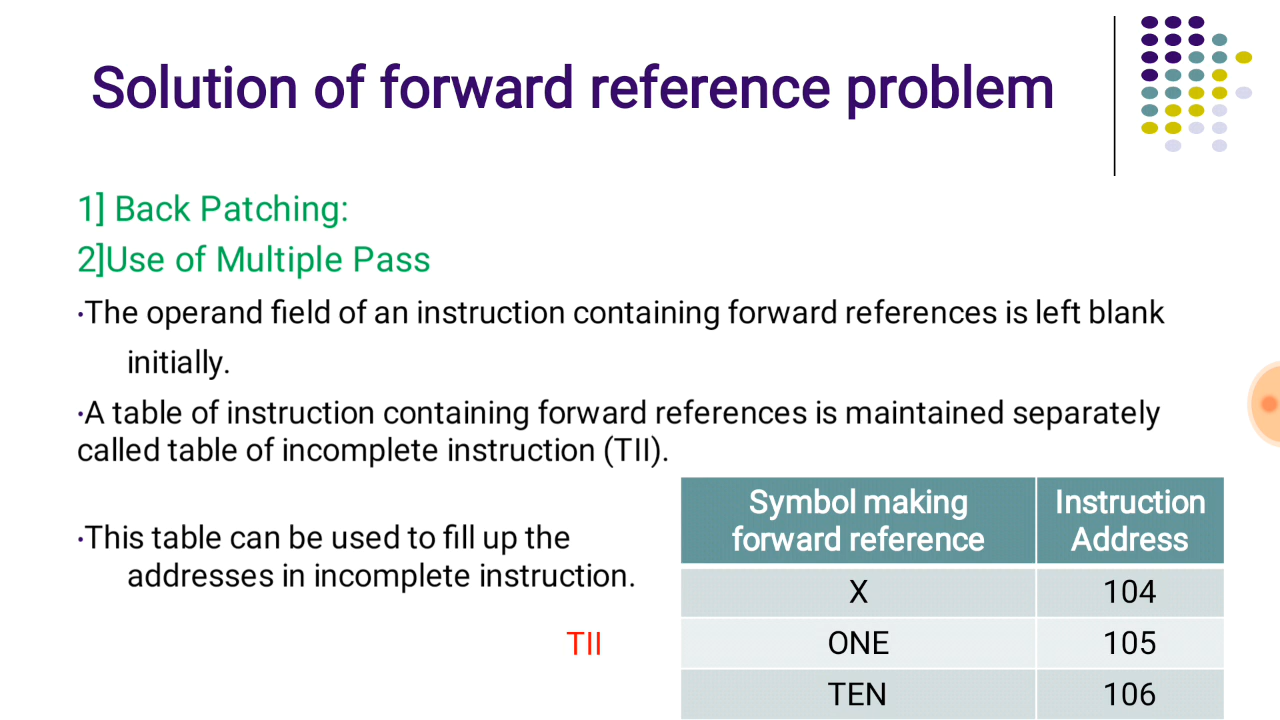 Solution of forward reference problem
1] Back Patching:
2]Use of Multiple Pass
·The operand field of an instruction containing forward references is left blank
initially.
·A table of instruction containing forward references is maintained separately
called table of incomplete instruction (TII).
·This table can be used to fill up the
addresses in incomplete instruction.
TII
Symbol making Instruction
forward reference Address
X 104
ONE 105
TEN 106